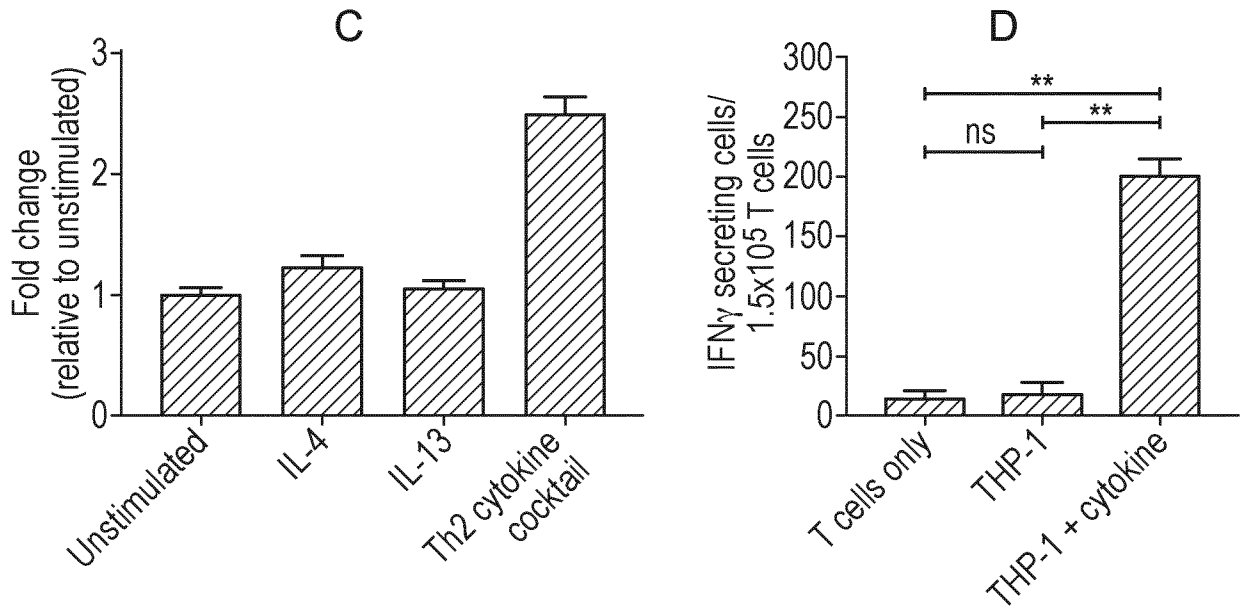 C
Fold change
(relative to unstimulated)
3
2
1
0
Unstimulated
IL-4
IL-13
Th2 cytokine
cocktail
D
IFNγ secreting cells/
1.5x10⁵ T cells
300
250
200
150
100
50
0
**
**
ns
T cells only
THP-1
THP-1 + cytokine